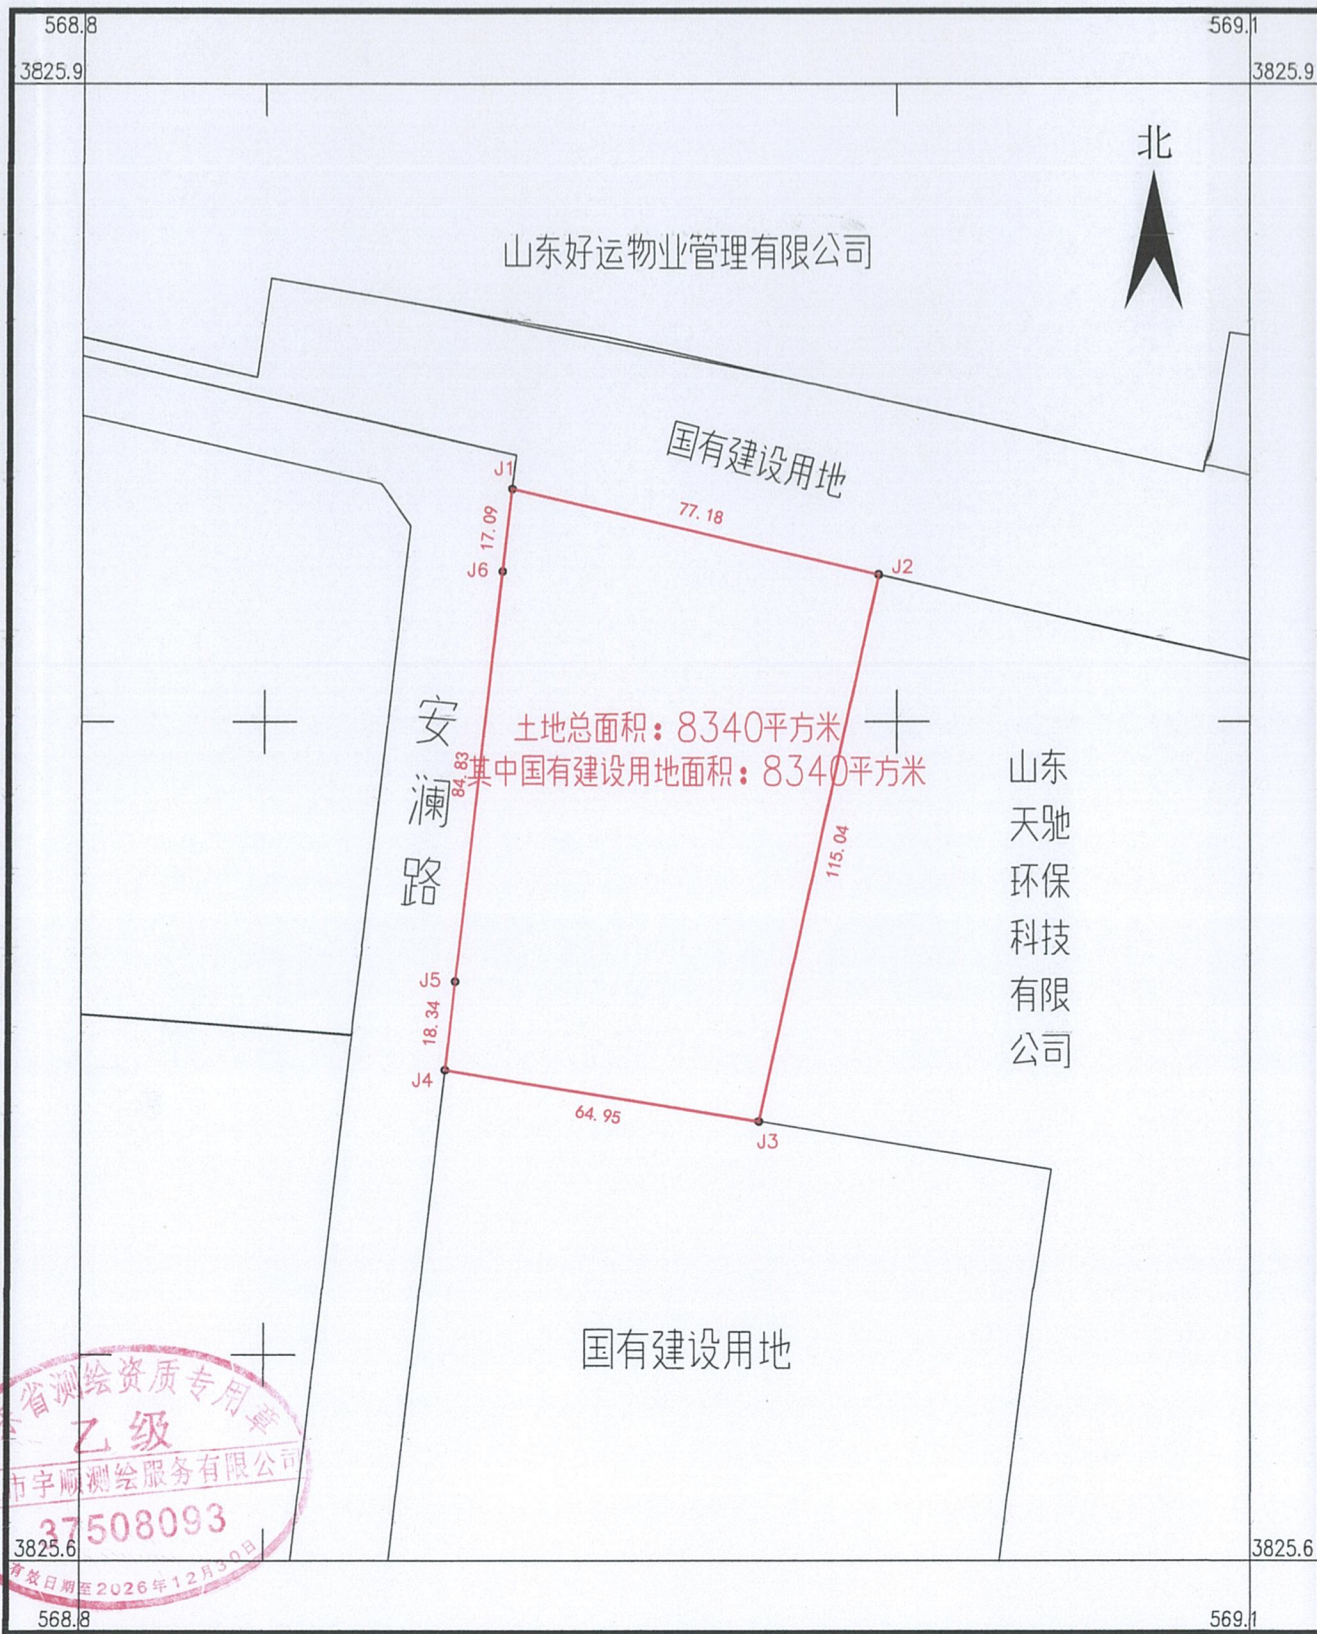 568.8
569.1
3825.9
3825.9
北
山东好运物业管理有限公司
国有建设用地
J1
77.18
J2
17.09
J6
安澜路
土地总面积：8340平方米
其中国有建设用地面积：8340平方米
84.83
115.04
山东
天驰
环保
科技
有限
公司
J5
18.34
J4
64.95
J3
国有建设用地
省测绘资质专用章
乙级
市宇顺测绘服务有限公司
37508093
有效日期至2026年12月30日
3825.6
3825.6
568.8
569.1